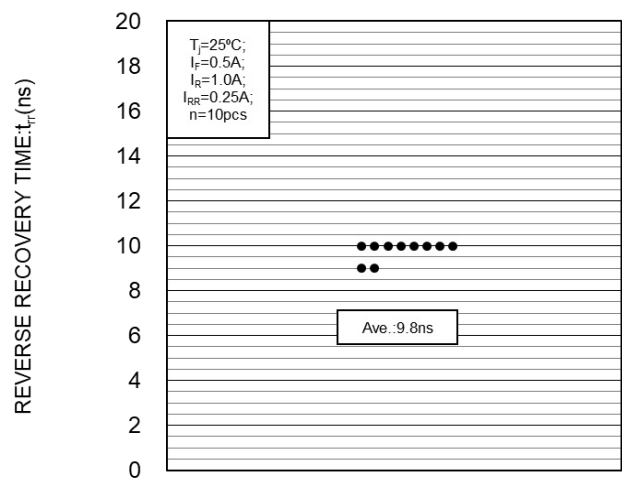 20
18
16
14
12
10
8
6
4
2
0
REVERSE RECOVERY TIME:trr(ns)
Tj=25ºC;
IF=0.5A;
IR=1.0A;
IRR=0.25A;
n=10pcs
Ave.:9.8ns